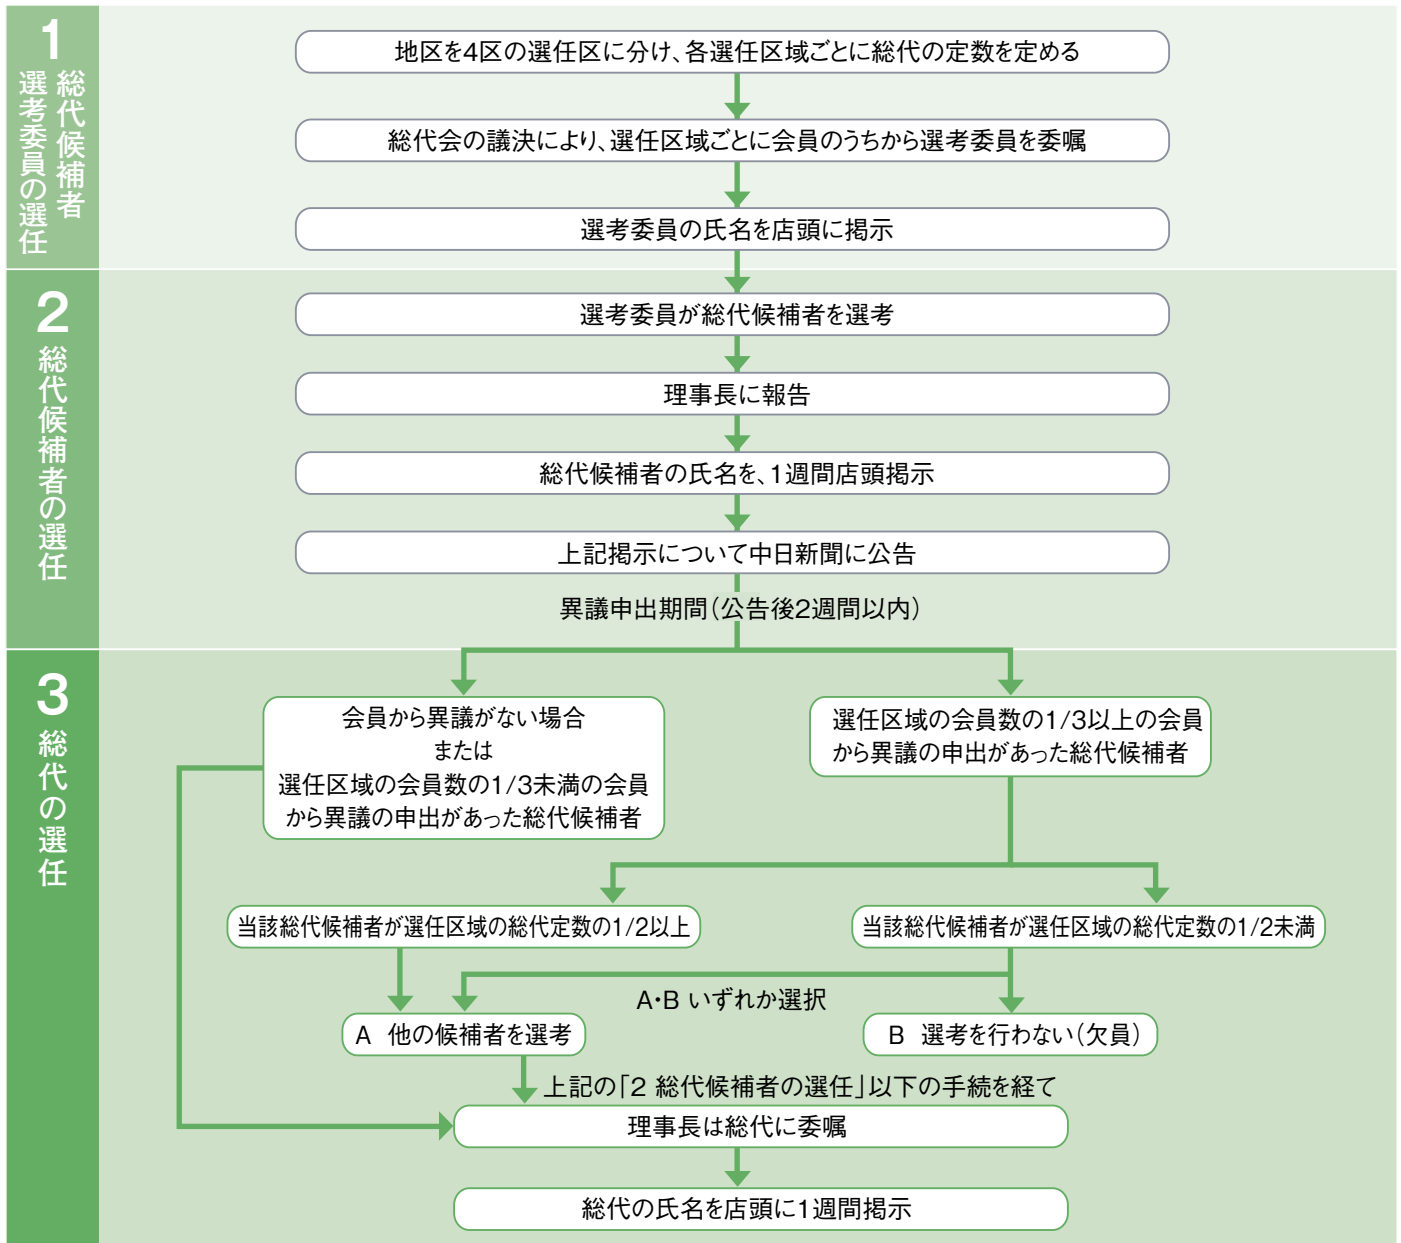 1
総代候補者
選考委員の選任
地区を4区の選任区に分け、各選任区域ごとに総代の定数を定める
総代会の議決により、選任区域ごとに会員のうちから選考委員を委嘱
選考委員の氏名を店頭に掲示
2
総代候補者の選任
選考委員が総代候補者を選考
理事長に報告
総代候補者の氏名を、1週間店頭掲示
上記掲示について中日新聞に公告
異議申出期間（公告後2週間以内）
3
総代の選任
会員から異議がない場合
または
選任区域の会員数の1/3未満の会員
から異議の申出があった総代候補者
選任区域の会員数の1/3以上の会員
から異議の申出があった総代候補者
当該総代候補者が選任区域の総代定数の1/2以上
当該総代候補者が選任区域の総代定数の1/2未満
A・B いずれか選択
A 他の候補者を選考
B 選考を行わない（欠員）
上記の「2 総代候補者の選任」以下の手続を経て
理事長は総代に委嘱
総代の氏名を店頭に1週間掲示